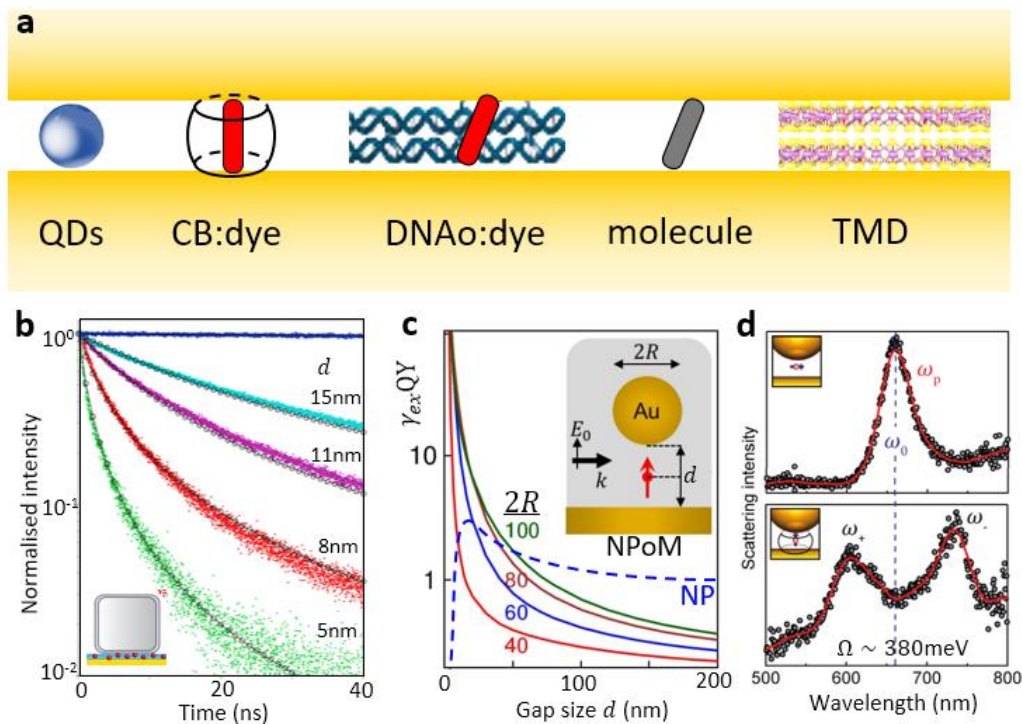 a
QDs CB:dye DNAo:dye molecule TMD
b
Normalised intensity
10⁰
10⁻¹
10⁻²
d
15nm
11nm
8nm
5nm
0 20 40
Time (ns)
c
γₑₓQY
10
1
2R
100
80
60
40
2R
Au
E₀
k
d
NPoM
NP
0 100 200
Gap size d (nm)
d
Scattering intensity
ωₚ
ω₀
ω₊
ω₋
Ω ~ 380meV
500 600 700 800
Wavelength (nm)